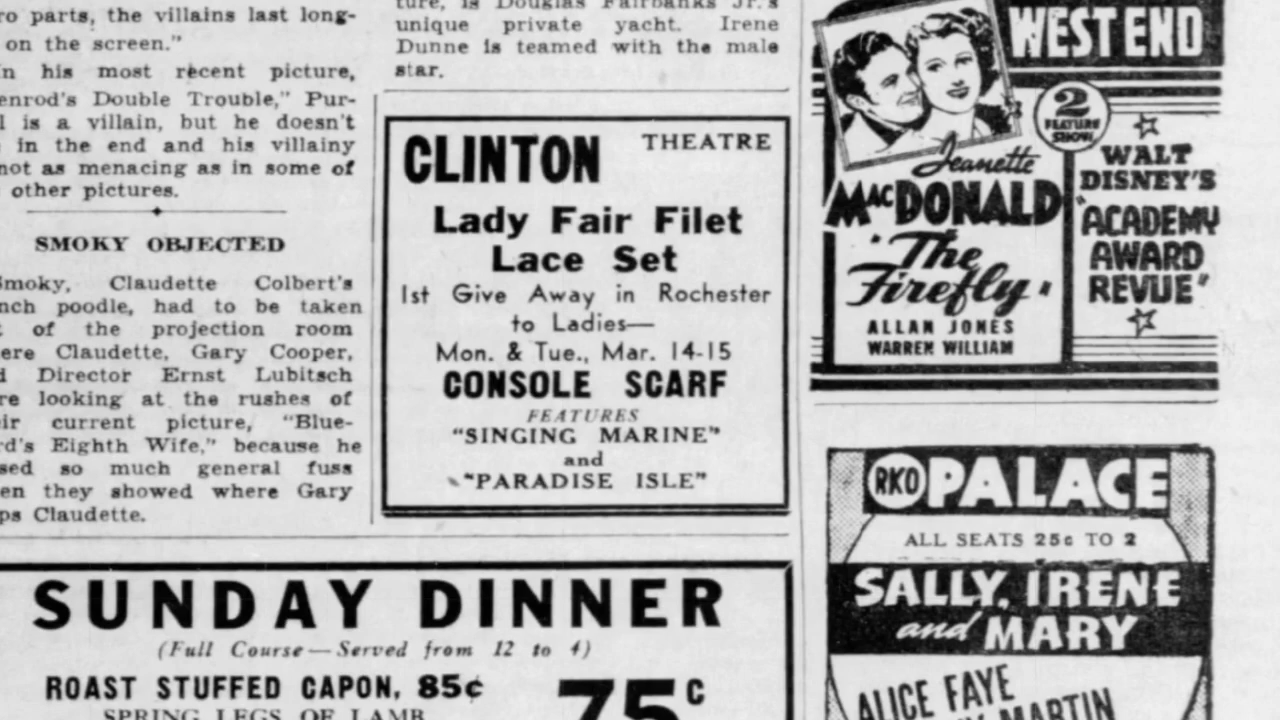 ro parts, the villains last long-
on the screen."
in his most recent picture,
enrod's Double Trouble," Pur-
l is a villain, but he doesn't
in the end and his villainy
not as menacing as in some of
other pictures.
SMOKY OBJECTED
Smoky, Claudette Colbert's
nch poodle, had to be taken
t of the projection room
ere Claudette, Gary Cooper,
d Director Ernst Lubitsch
re looking at the rushes of
eir current picture, "Blue-
rd's Eighth Wife," because he
sed so much general fuss
en they showed where Gary
ps Claudette.
ture, is Douglas Fairbanks Jr.'s
unique private yacht. Irene
Dunne is teamed with the male
star.
CLINTON THEATRE
Lady Fair Filet
Lace Set
1st Give Away in Rochester
to Ladies—
Mon. & Tue., Mar. 14-15
CONSOLE SCARF
FEATURES
"SINGING MARINE"
and
"PARADISE ISLE"
SUNDAY DINNER
(Full Course—Served from 12 to 4)
ROAST STUFFED CAPON, 85¢
SPRING LEGS OF LAMB
75c
WEST END
2
FEATURE
SHOW
Jeanette
MacDONALD
"The
Firefly"
ALLAN JONES
WARREN WILLIAM
WALT
DISNEY'S
"ACADEMY
AWARD
REVUE"
RKO PALACE
ALL SEATS 25c TO 2
SALLY, IRENE
and MARY
ALICE FAYE
MARTIN